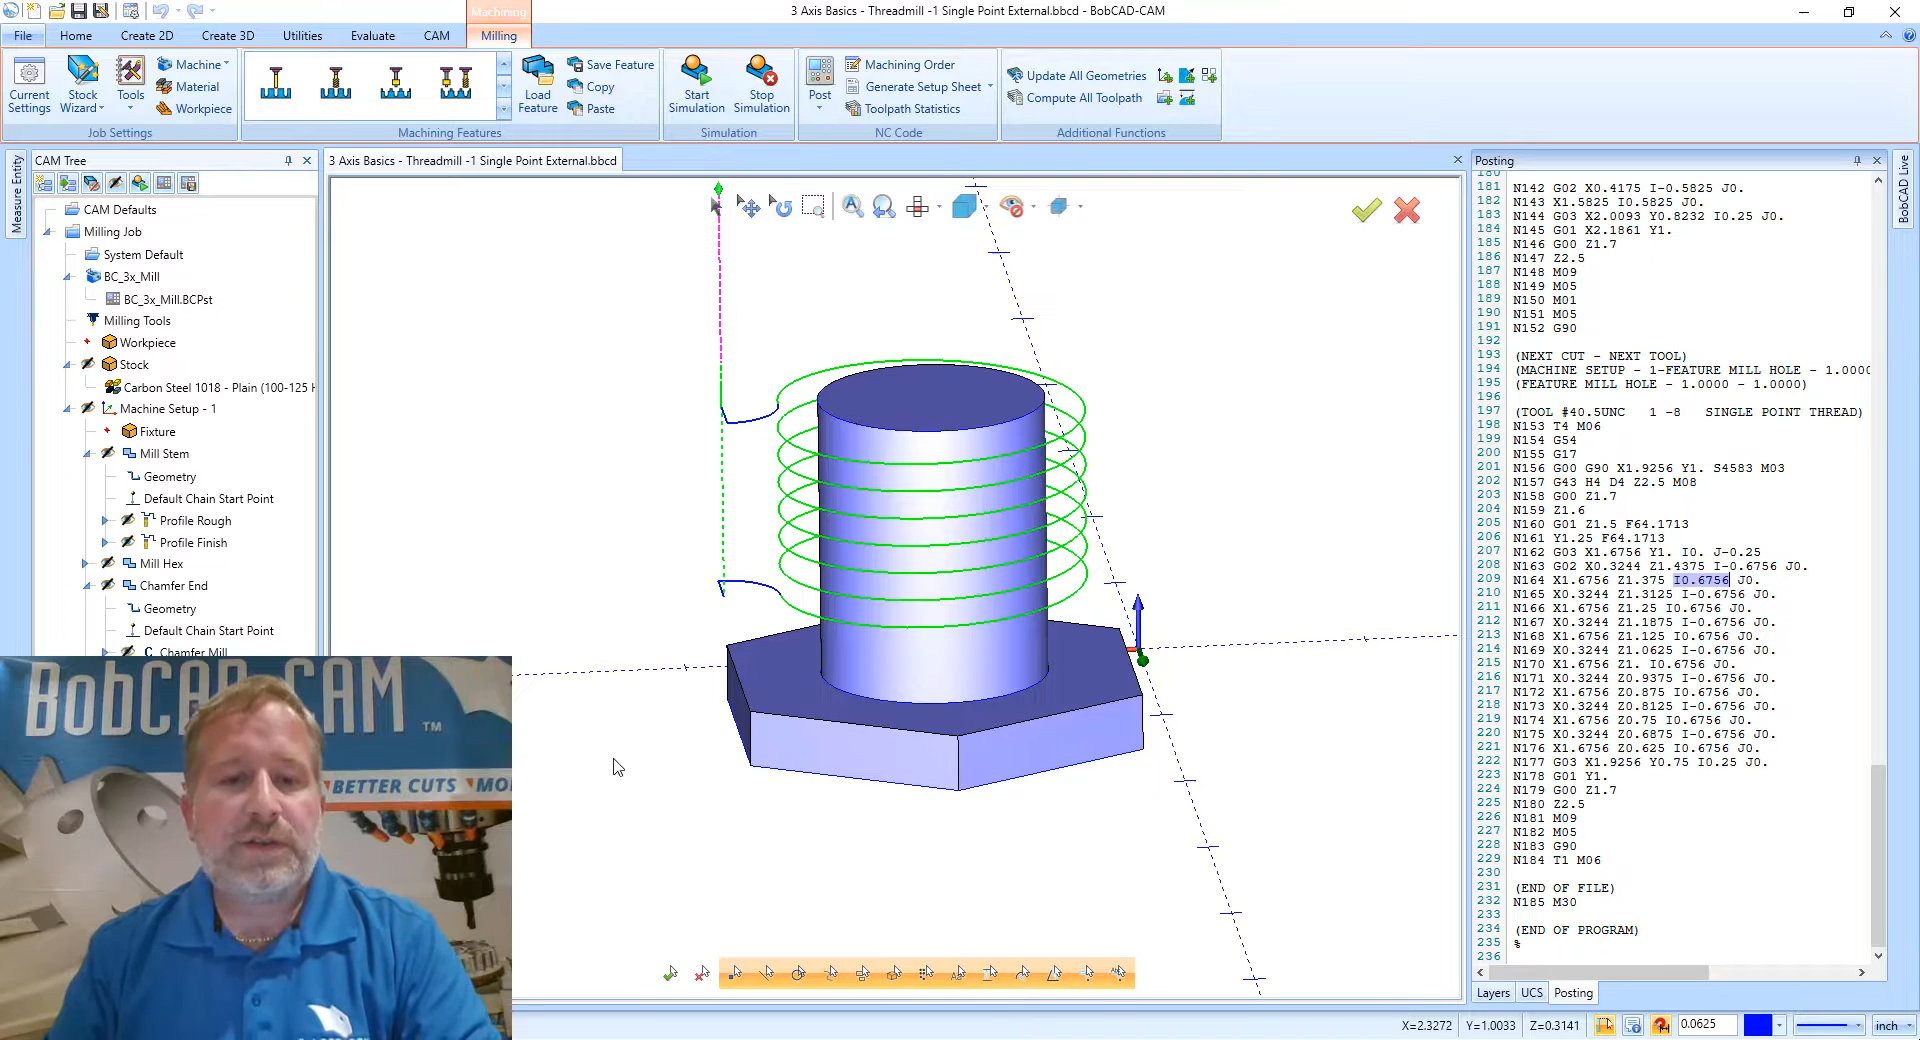 Machining
3 Axis Basics - Threadmill -1 Single Point External.bbcd - BobCAD-CAM
File Home Create 2D Create 3D Utilities Evaluate CAM Milling
Current Settings
Stock Wizard
Tools
Machine
Material
Workpiece
Job Settings
Machining Features
Load Feature
Save Feature
Copy
Paste
Start Simulation
Stop Simulation
Simulation
Post
Machining Order
Generate Setup Sheet
Toolpath Statistics
NC Code
Update All Geometries
Compute All Toolpath
Additional Functions
Measure Entity
CAM Tree
CAM Defaults
Milling Job
System Default
BC_3x_Mill
BC_3x_Mill.BCPst
Milling Tools
Workpiece
Stock
Carbon Steel 1018 - Plain (100-125 H
Machine Setup - 1
Fixture
Mill Stem
Geometry
Default Chain Start Point
Profile Rough
Profile Finish
Mill Hex
Chamfer End
Geometry
Default Chain Start Point
Chamfer Mill
3 Axis Basics - Threadmill -1 Single Point External.bbcd
Posting
BobCAD Live
180
181 N142 G02 X0.4175 I-0.5825 J0.
182 N143 X1.5825 I0.5825 J0.
183 N144 G03 X2.0093 Y0.8232 I0.25 J0.
184 N145 G01 X2.1861 Y1.
185 N146 G00 Z1.7
186 N147 Z2.5
187 N148 M09
188 N149 M05
189 N150 M01
190 N151 M05
191 N152 G90
192
193 (NEXT CUT - NEXT TOOL)
194 (MACHINE SETUP - 1-FEATURE MILL HOLE - 1.0000
195 (FEATURE MILL HOLE - 1.0000 - 1.0000)
196
197 (TOOL #40.5UNC 1 -8 SINGLE POINT THREAD)
198 N153 T4 M06
199 N154 G54
200 N155 G17
201 N156 G00 G90 X1.9256 Y1. S4583 M03
202 N157 G43 H4 D4 Z2.5 M08
203 N158 G00 Z1.7
204 N159 Z1.6
205 N160 G01 Z1.5 F64.1713
206 N161 Y1.25 F64.1713
207 N162 G03 X1.6756 Y1. I0. J-0.25
208 N163 G02 X0.3244 Z1.4375 I-0.6756 J0.
209 N164 X1.6756 Z1.375 I0.6756 J0.
210 N165 X0.3244 Z1.3125 I-0.6756 J0.
211 N166 X1.6756 Z1.25 I0.6756 J0.
212 N167 X0.3244 Z1.1875 I-0.6756 J0.
213 N168 X1.6756 Z1.125 I0.6756 J0.
214 N169 X0.3244 Z1.0625 I-0.6756 J0.
215 N170 X1.6756 Z1. I0.6756 J0.
216 N171 X0.3244 Z0.9375 I-0.6756 J0.
217 N172 X1.6756 Z0.875 I0.6756 J0.
218 N173 X0.3244 Z0.8125 I-0.6756 J0.
219 N174 X1.6756 Z0.75 I0.6756 J0.
220 N175 X0.3244 Z0.6875 I-0.6756 J0.
221 N176 X1.6756 Z0.625 I0.6756 J0.
222 N177 G03 X1.9256 Y0.75 I0.25 J0.
223 N178 G01 Y1.
224 N179 G00 Z1.7
225 N180 Z2.5
226 N181 M09
227 N182 M05
228 N183 G90
229 N184 T1 M06
230
231 (END OF FILE)
232 N185 M30
233
234 (END OF PROGRAM)
235 %
236
Layers UCS Posting
BobCAD-CAM TM
BETTER CUTS
X=2.3272 Y=1.0033 Z=0.3141 0.0625 inch